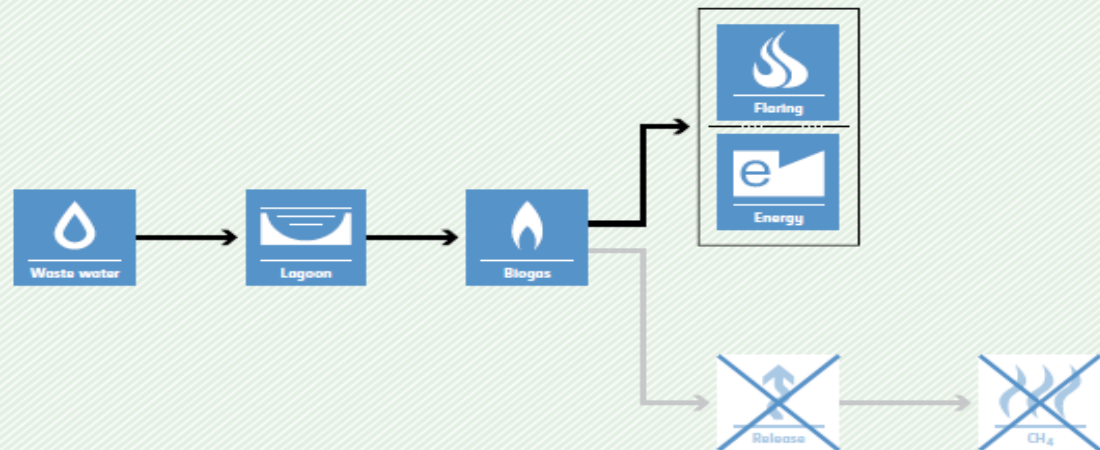 Flaring
e
Energy
Waste water
Lagoon
Biogas
Release
CH₄